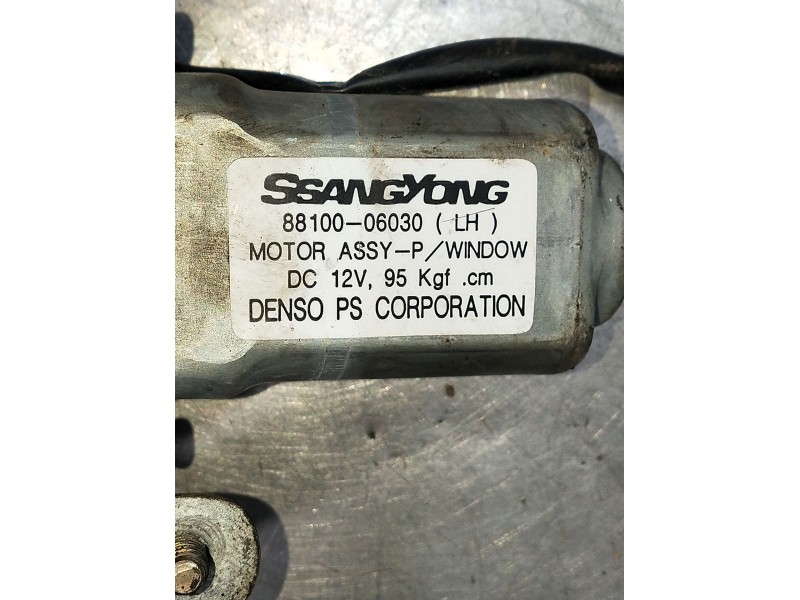 SSANGYONG
88100-06030 ( LH )
MOTOR ASSY-P/WINDOW
DC 12V, 95 Kgf .cm
DENSO PS CORPORATION